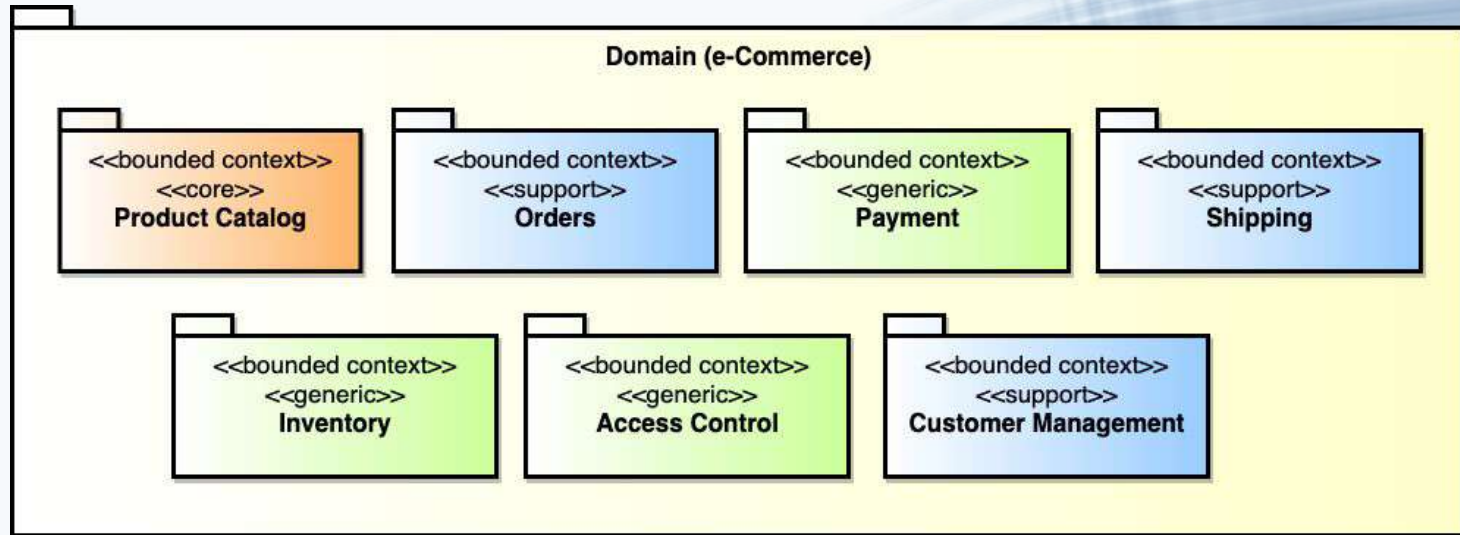 Domain (e-Commerce)
<<bounded context>>
<<core>>
Product Catalog
<<bounded context>>
<<support>>
Orders
<<bounded context>>
<<generic>>
Payment
<<bounded context>>
<<support>>
Shipping
<<bounded context>>
<<generic>>
Inventory
<<bounded context>>
<<generic>>
Access Control
<<bounded context>>
<<support>>
Customer Management